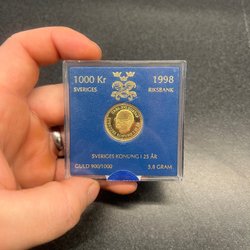 1000 Kr 1998
SVERIGES RIKSBANK
SVERIGES KONUNG I 25 ÅR
GULD 900/1000 5.8 GRAM